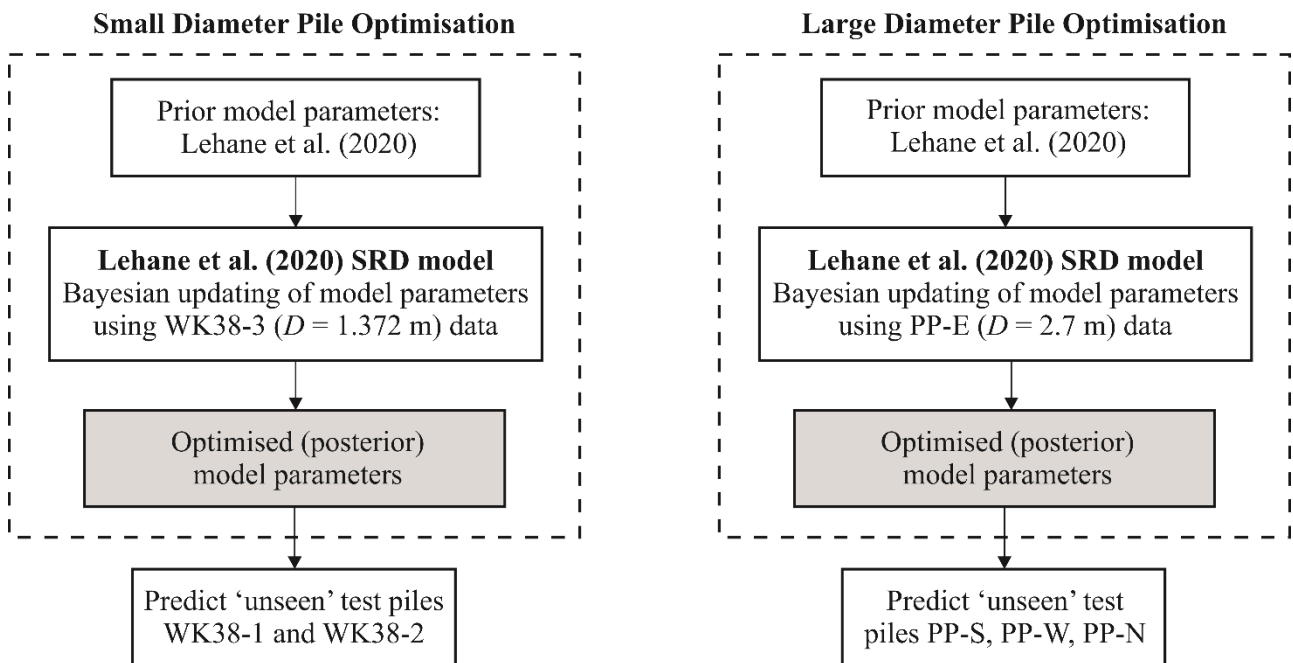 Small Diameter Pile Optimisation
Prior model parameters:
Lehane et al. (2020)
Lehane et al. (2020) SRD model
Bayesian updating of model parameters
using WK38-3 (D = 1.372 m) data
Optimised (posterior)
model parameters
Predict ‘unseen’ test piles
WK38-1 and WK38-2
Large Diameter Pile Optimisation
Prior model parameters:
Lehane et al. (2020)
Lehane et al. (2020) SRD model
Bayesian updating of model parameters
using PP-E (D = 2.7 m) data
Optimised (posterior)
model parameters
Predict ‘unseen’ test
piles PP-S, PP-W, PP-N